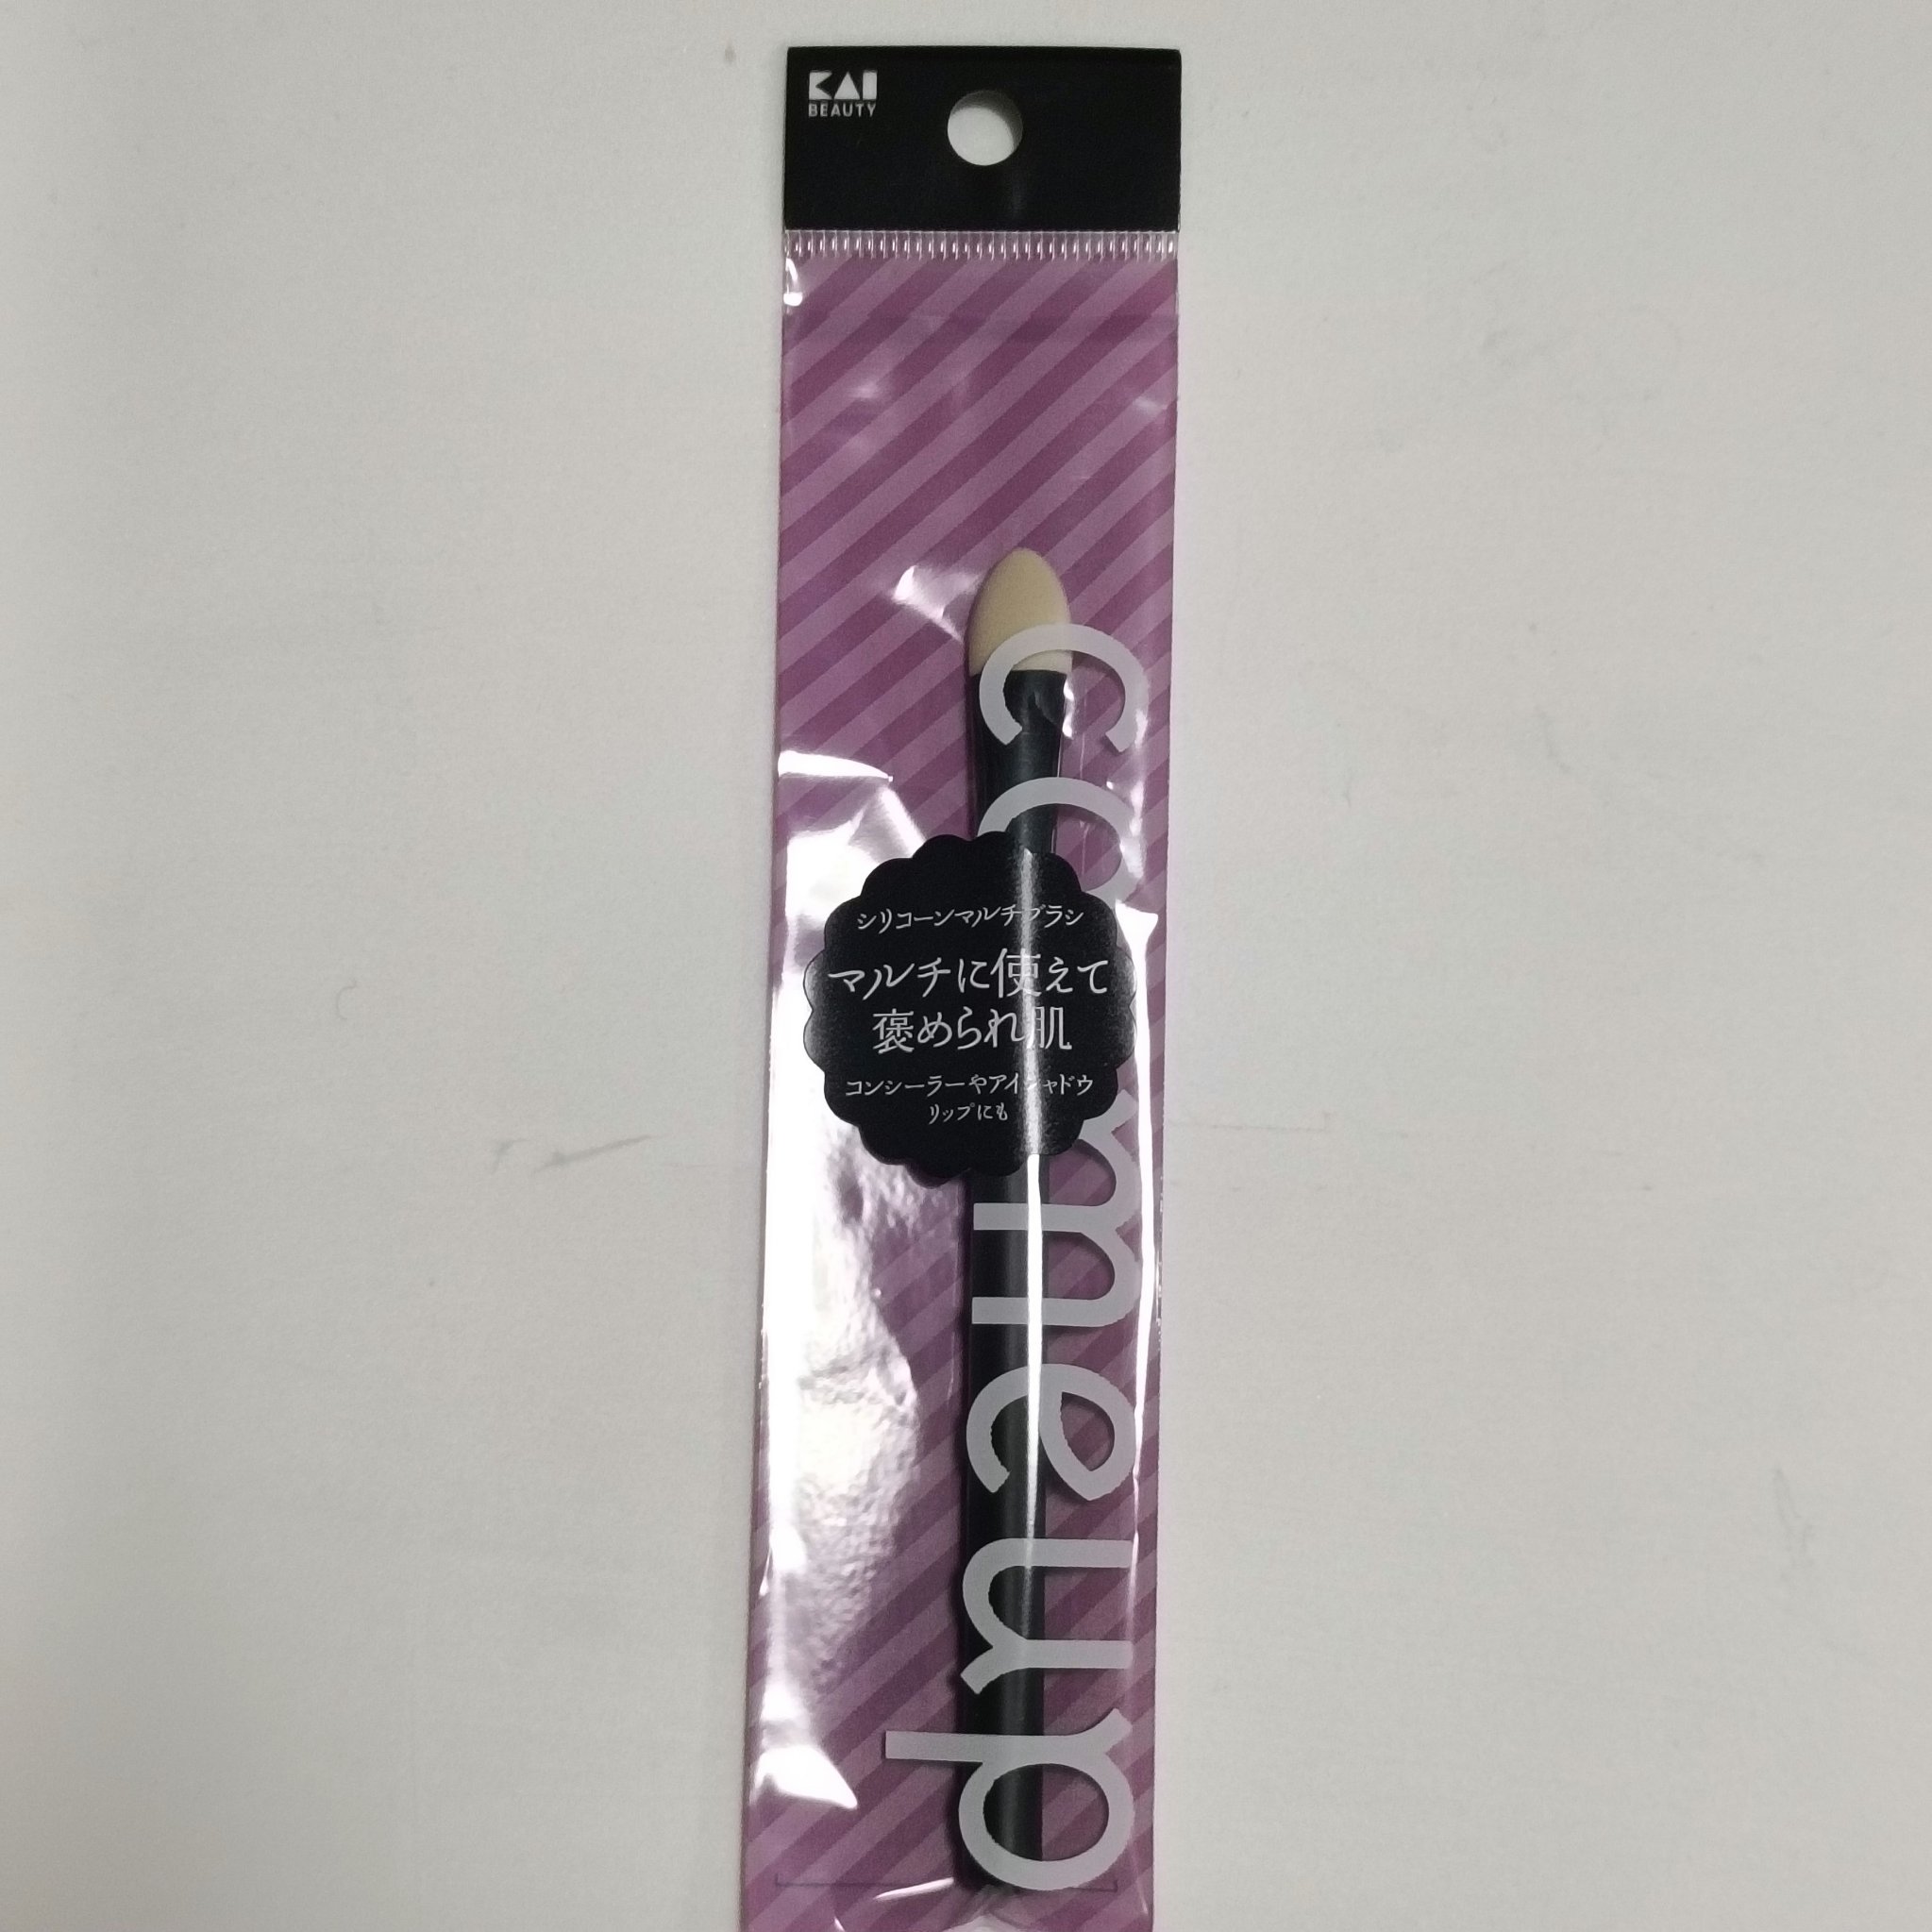 KAI
BEAUTY
シリコーンマルチブラシ
マルチに使えて
褒められ肌
コンシーラーやアイシャドウ
リップにも